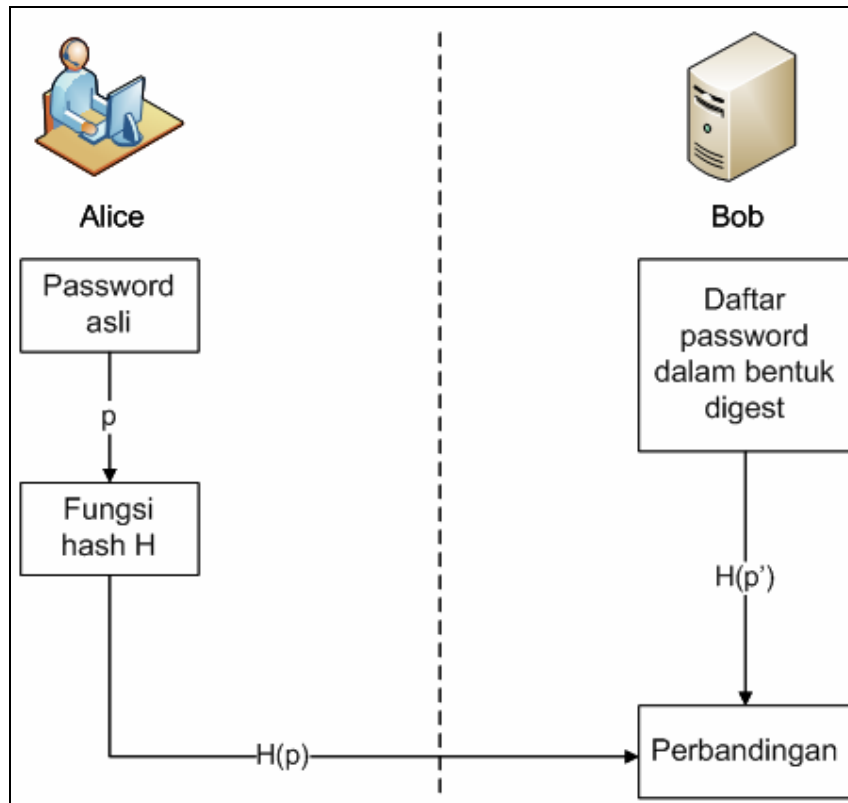 Alice
Bob
Password
asli
p
Fungsi
hash H
H(p)
Daftar
password
dalam bentuk
digest
H(p’)
Perbandingan